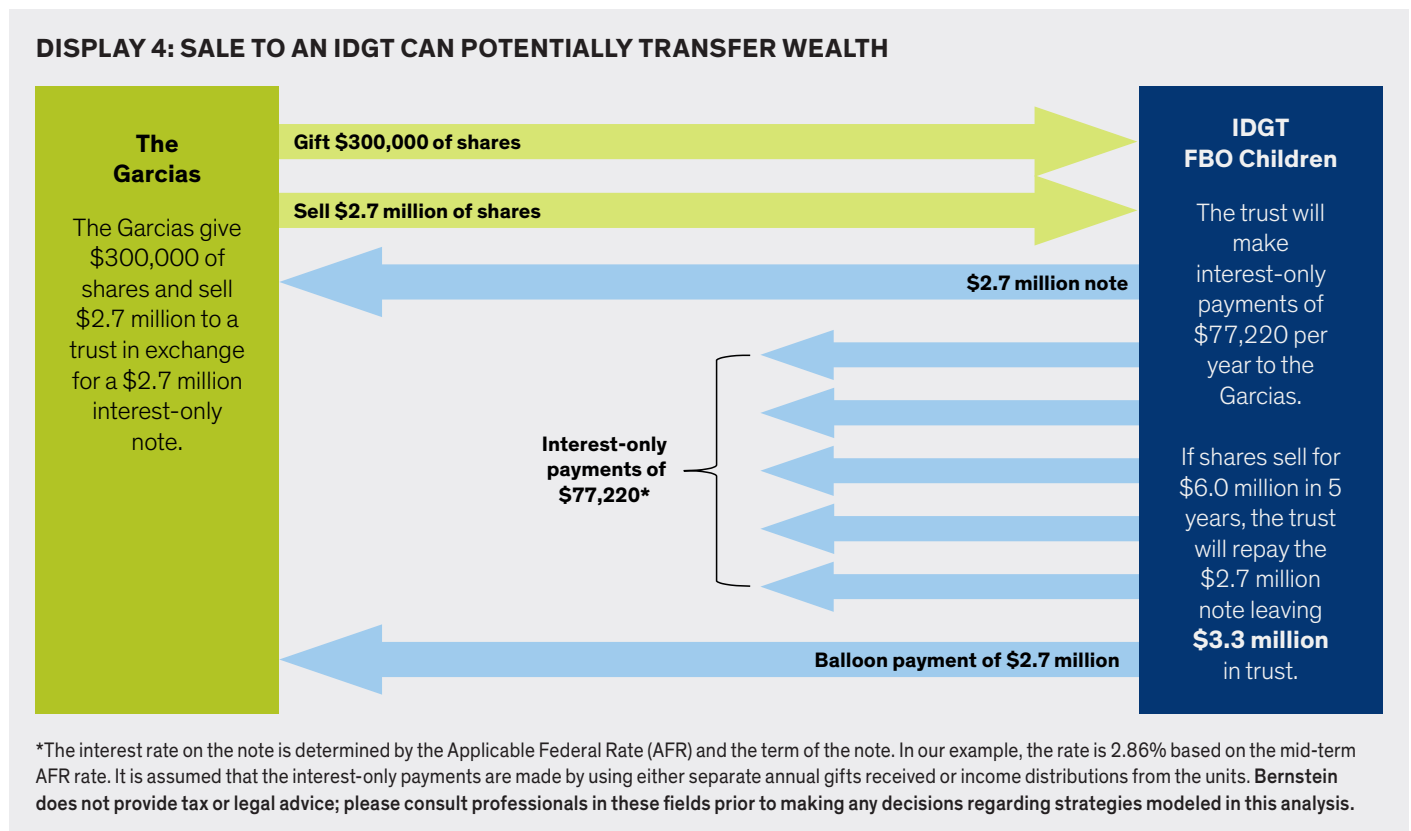 DISPLAY 4: SALE TO AN IDGT CAN POTENTIALLY TRANSFER WEALTH
The
Garcias
The Garcias give
$300,000 of
shares and sell
$2.7 million to a
trust in exchange
for a $2.7 million
interest-only
note.
Gift $300,000 of shares
Sell $2.7 million of shares
$2.7 million note
Interest-only
payments of
$77,220*
Balloon payment of $2.7 million
IDGT
FBO Children
The trust will
make
interest-only
payments of
$77,220 per
year to the
Garcias.
If shares sell for
$6.0 million in 5
years, the trust
will repay the
$2.7 million
note leaving
$3.3 million
in trust.
*The interest rate on the note is determined by the Applicable Federal Rate (AFR) and the term of the note. In our example, the rate is 2.86% based on the mid-term
AFR rate. It is assumed that the interest-only payments are made by using either separate annual gifts received or income distributions from the units. Bernstein
does not provide tax or legal advice; please consult professionals in these fields prior to making any decisions regarding strategies modeled in this analysis.